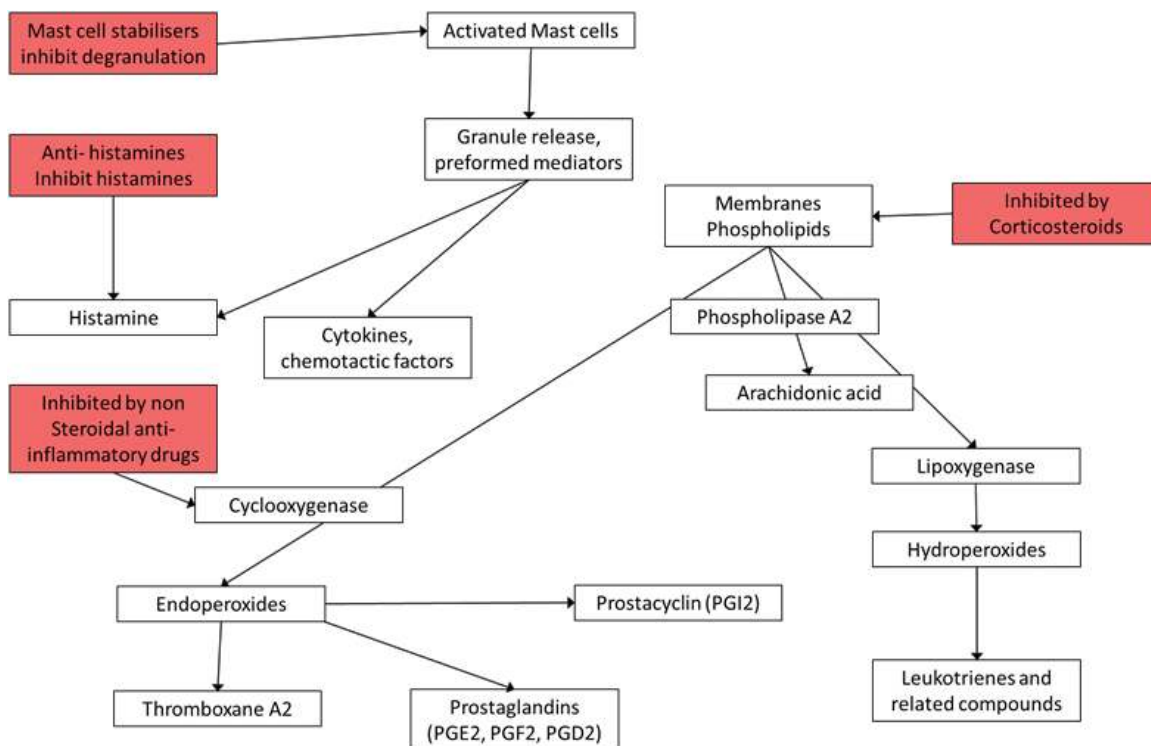 Mast cell stabilisers
inhibit degranulation
Activated Mast cells
Anti- histamines
Inhibit histamines
Granule release,
preformed mediators
Membranes
Phospholipids
Inhibited by
Corticosteroids
Histamine
Cytokines,
chemotactic factors
Phospholipase A2
Arachidonic acid
Inhibited by non
Steroidal anti-
inflammatory drugs
Cyclooxygenase
Lipoxygenase
Hydroperoxides
Endoperoxides
Prostacyclin (PGI2)
Thromboxane A2
Prostaglandins
(PGE2, PGF2, PGD2)
Leukotrienes and
related compounds